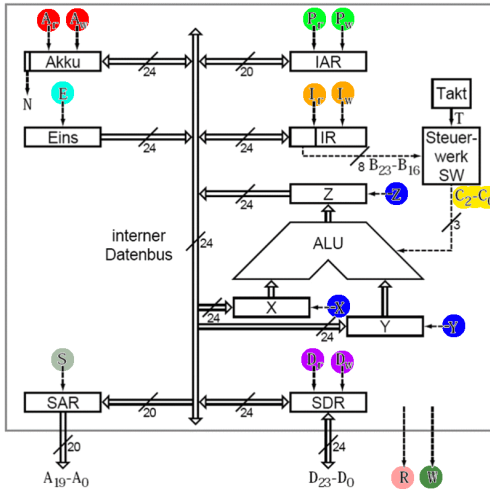 Ar Aw Pr Pw
Akku 24 20 IAR
N
E Ir Iw Takt
T
Eins 24 24 IR
Steuer-
werk
SW
8 B23-B16
24 Z Z
C2-C0
3
interner
Datenbus
24
ALU
24 X X
24 Y Y
S Dr Dw
SAR 20 24 SDR
20 24
A19-A0 D23-D0 R W